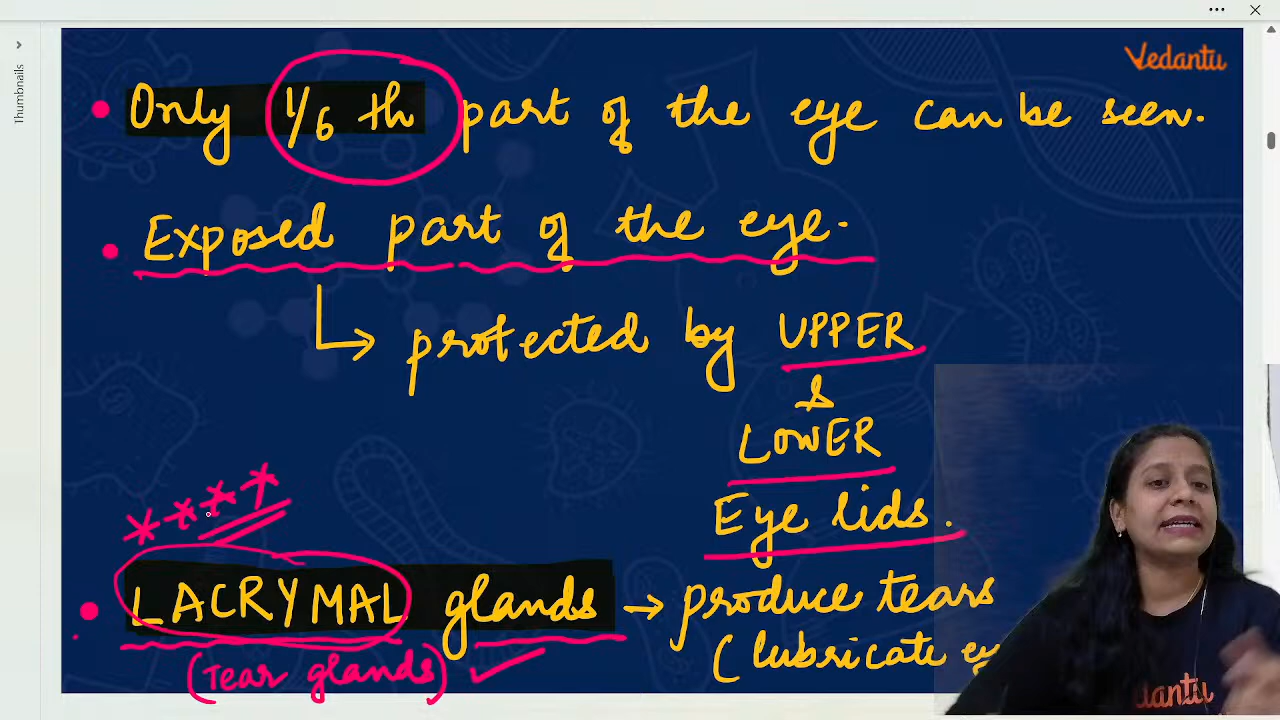 Vedantu
Only 1/6 th part of the eye can be seen.
Exposed part of the eye.
protected by UPPER
&
LOWER
Eye lids.
LACRYMAL glands → produce tears
(Tear glands) (lubricate
Thumbnails